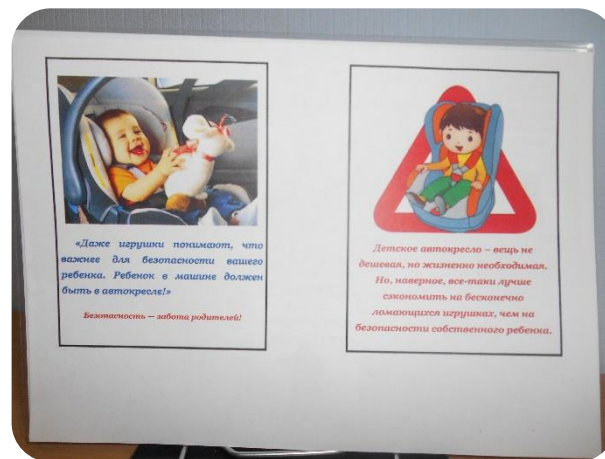 «Даже игрушки понимают, что
важнее для безопасности вашего
ребенка. Ребенок в машине должен
быть в автокресле!»
Безопасность — забота родителей!
Детское автокресло – вещь не
дешевая, но жизненно необходимая.
Но, наверное, все-таки лучше
сэкономить на бесконечно
ломающихся игрушках, чем на
безопасности собственного ребенка.